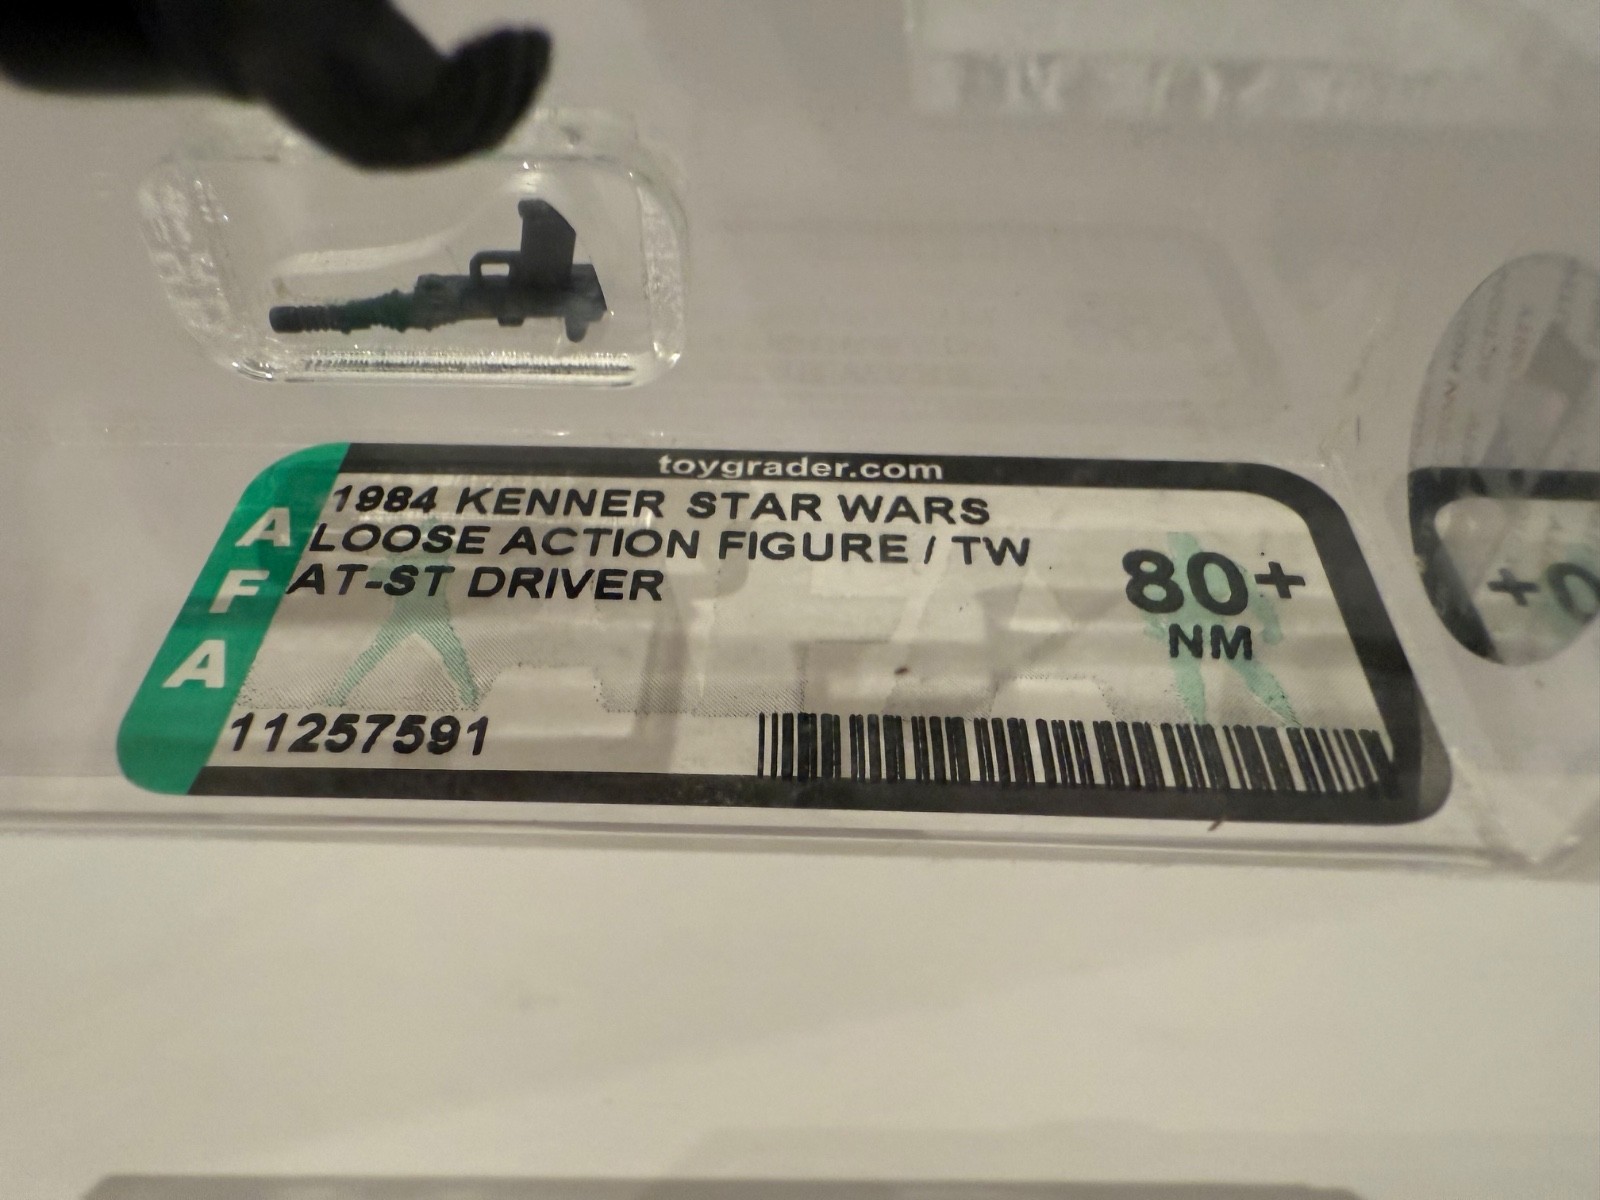 toygrader.com
AFA
1984 KENNER STAR WARS
LOOSE ACTION FIGURE / TW
AT-ST DRIVER
80+
NM
11257591